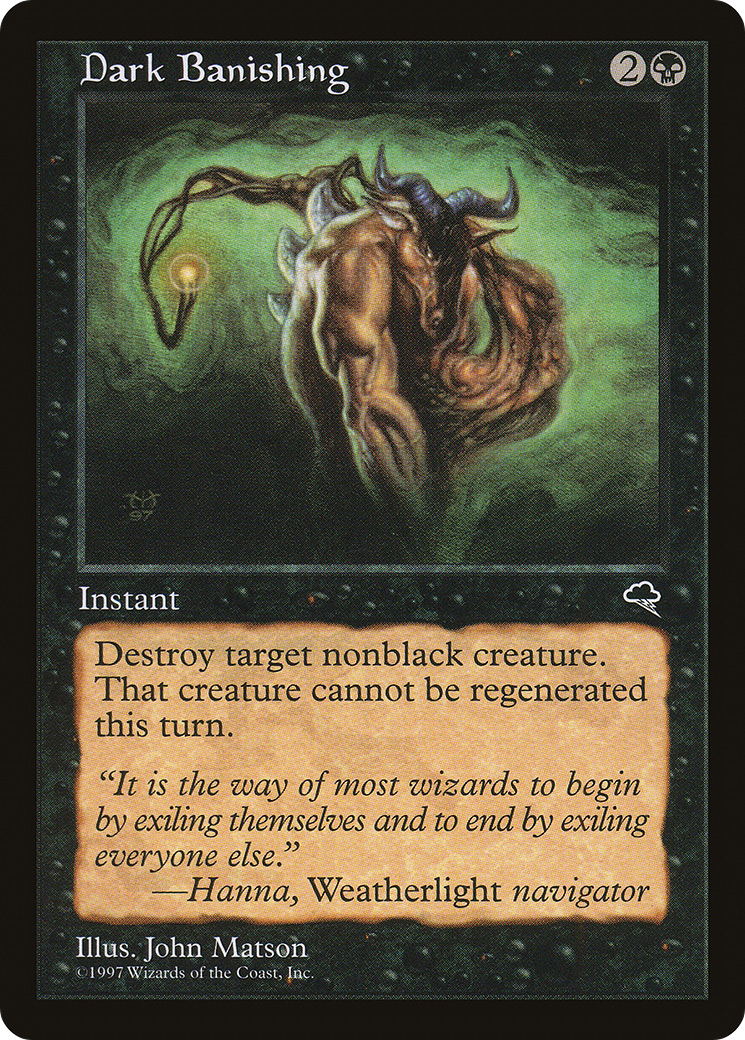 Dark Banishing 2
97
Instant
Destroy target nonblack creature.
That creature cannot be regenerated
this turn.
“It is the way of most wizards to begin
by exiling themselves and to end by exiling
everyone else.”
—Hanna, Weatherlight navigator
Illus. John Matson
©1997 Wizards of the Coast, Inc.